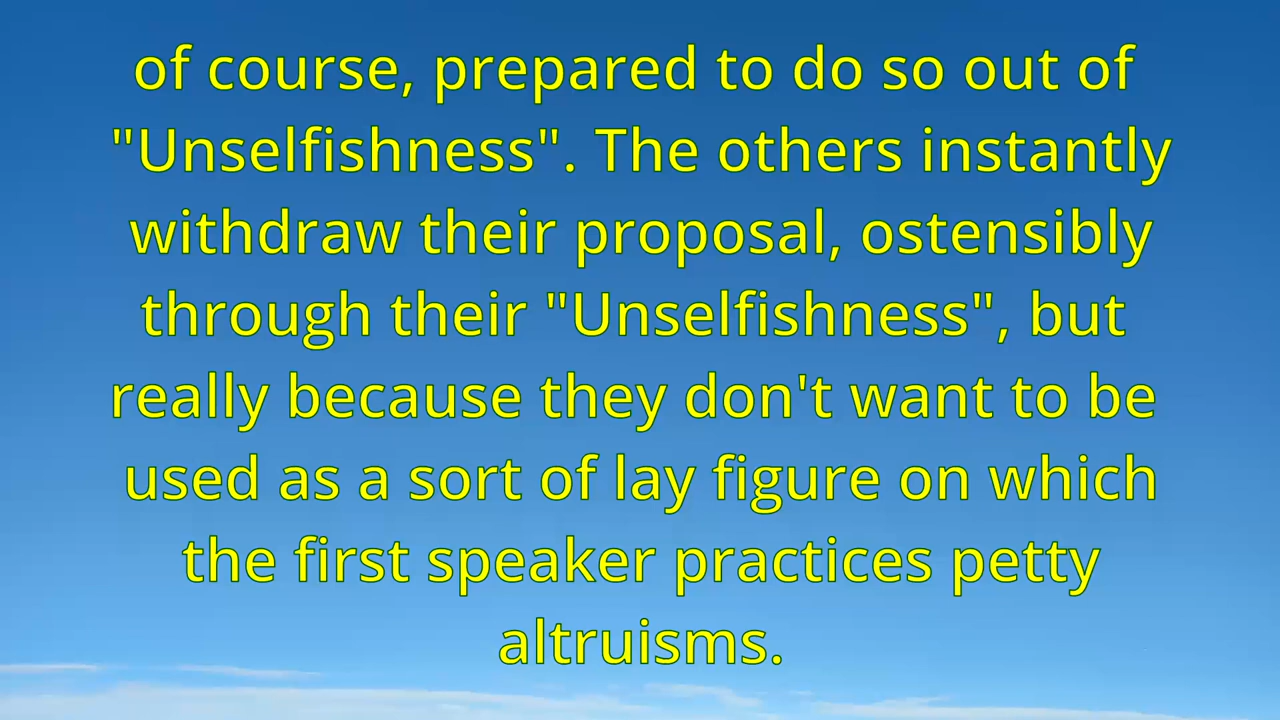 of course, prepared to do so out of
"Unselfishness". The others instantly
withdraw their proposal, ostensibly
through their "Unselfishness", but
really because they don't want to be
used as a sort of lay figure on which
the first speaker practices petty
altruisms.